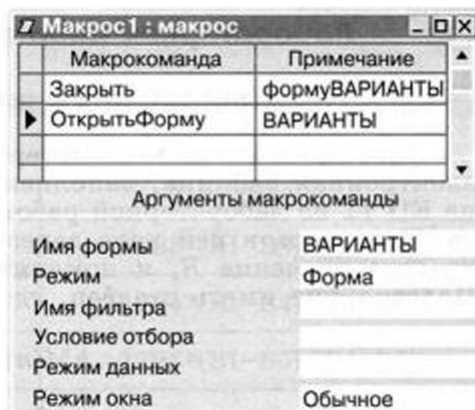 Макрос1 : макрос
Макрокоманда Примечание
Закрыть формуВАРИАНТЫ
ОткрытьФорму ВАРИАНТЫ
Аргументы макрокоманды
Имя формы ВАРИАНТЫ
Режим Форма
Имя фильтра
Условие отбора
Режим данных
Режим окна Обычное